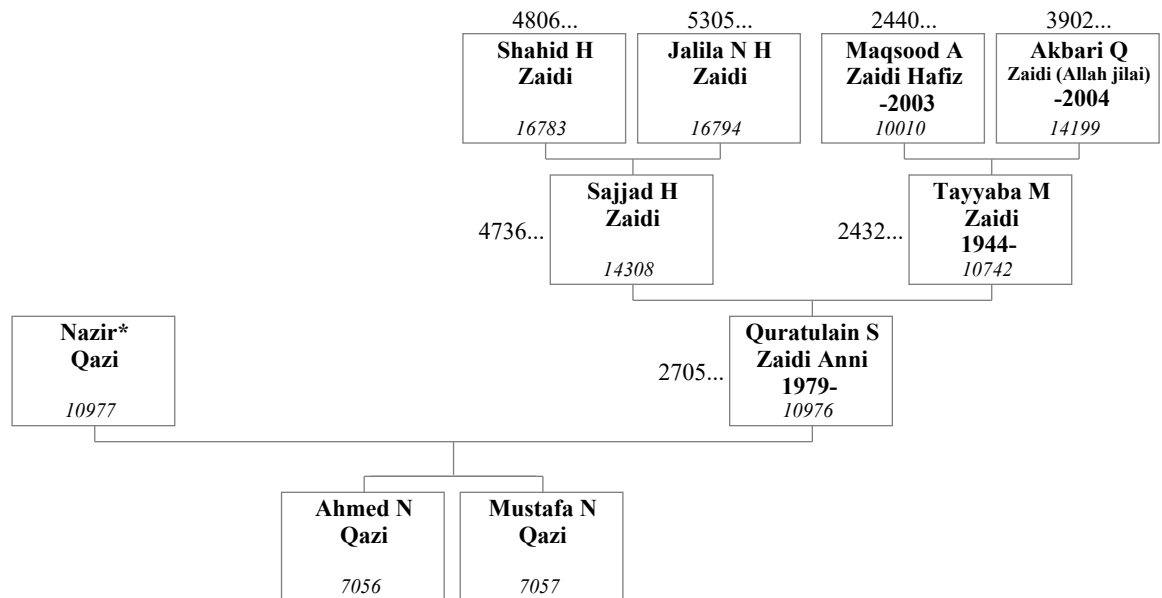 4806...
5305...
2440...
3902...
Shahid H
Zaidi
16783
Jalila N H
Zaidi
16794
Maqsood A
Zaidi Hafiz
-2003
10010
Akbari Q
Zaidi (Allah jilai)
-2004
14199
4736...
Sajjad H
Zaidi
14308
2432...
Tayyaba M
Zaidi
1944-
10742
Nazir*
Qazi
10977
2705...
Quratulain S
Zaidi Anni
1979-
10976
Ahmed N
Qazi
7056
Mustafa N
Qazi
7057